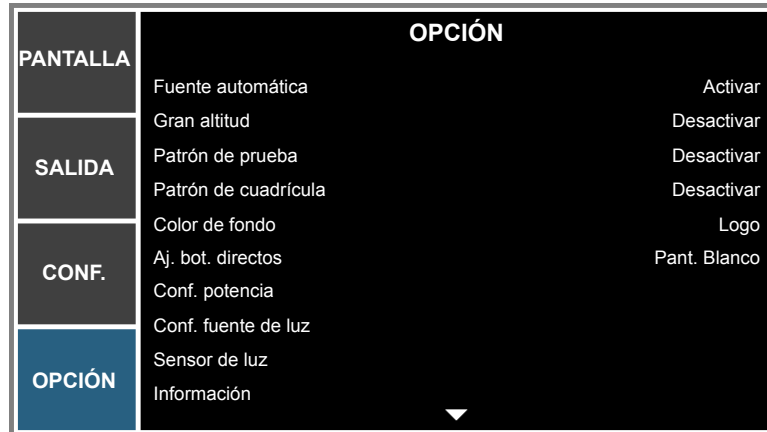 PANTALLA
SALIDA
CONF.
OPCIÓN
OPCIÓN
Fuente automática Activar
Gran altitud Desactivar
Patrón de prueba Desactivar
Patrón de cuadrícula Desactivar
Color de fondo Logo
Aj. bot. directos Pant. Blanco
Conf. potencia
Conf. fuente de luz
Sensor de luz
Información